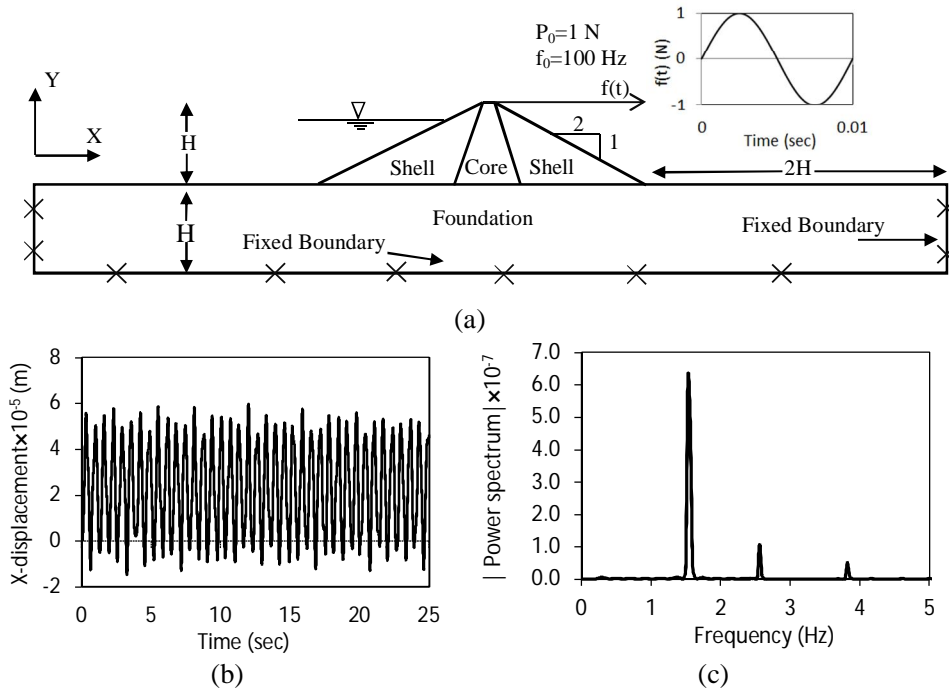 P₀=1 N
f₀=100 Hz
f(t)
f(t) (N)
1
0
-1
0
0.01
Time (sec)
Y
X
H
2
1
Shell
Core
Shell
2H
H
Foundation
Fixed Boundary
Fixed Boundary
(a)
X-displacement×10⁻⁵ (m)
8
6
4
2
0
-2
0 5 10 15 20 25
Time (sec)
(b)
| Power spectrum | ×10⁻⁷
7.0
6.0
5.0
4.0
3.0
2.0
1.0
0.0
0 1 2 3 4 5
Frequency (Hz)
(c)